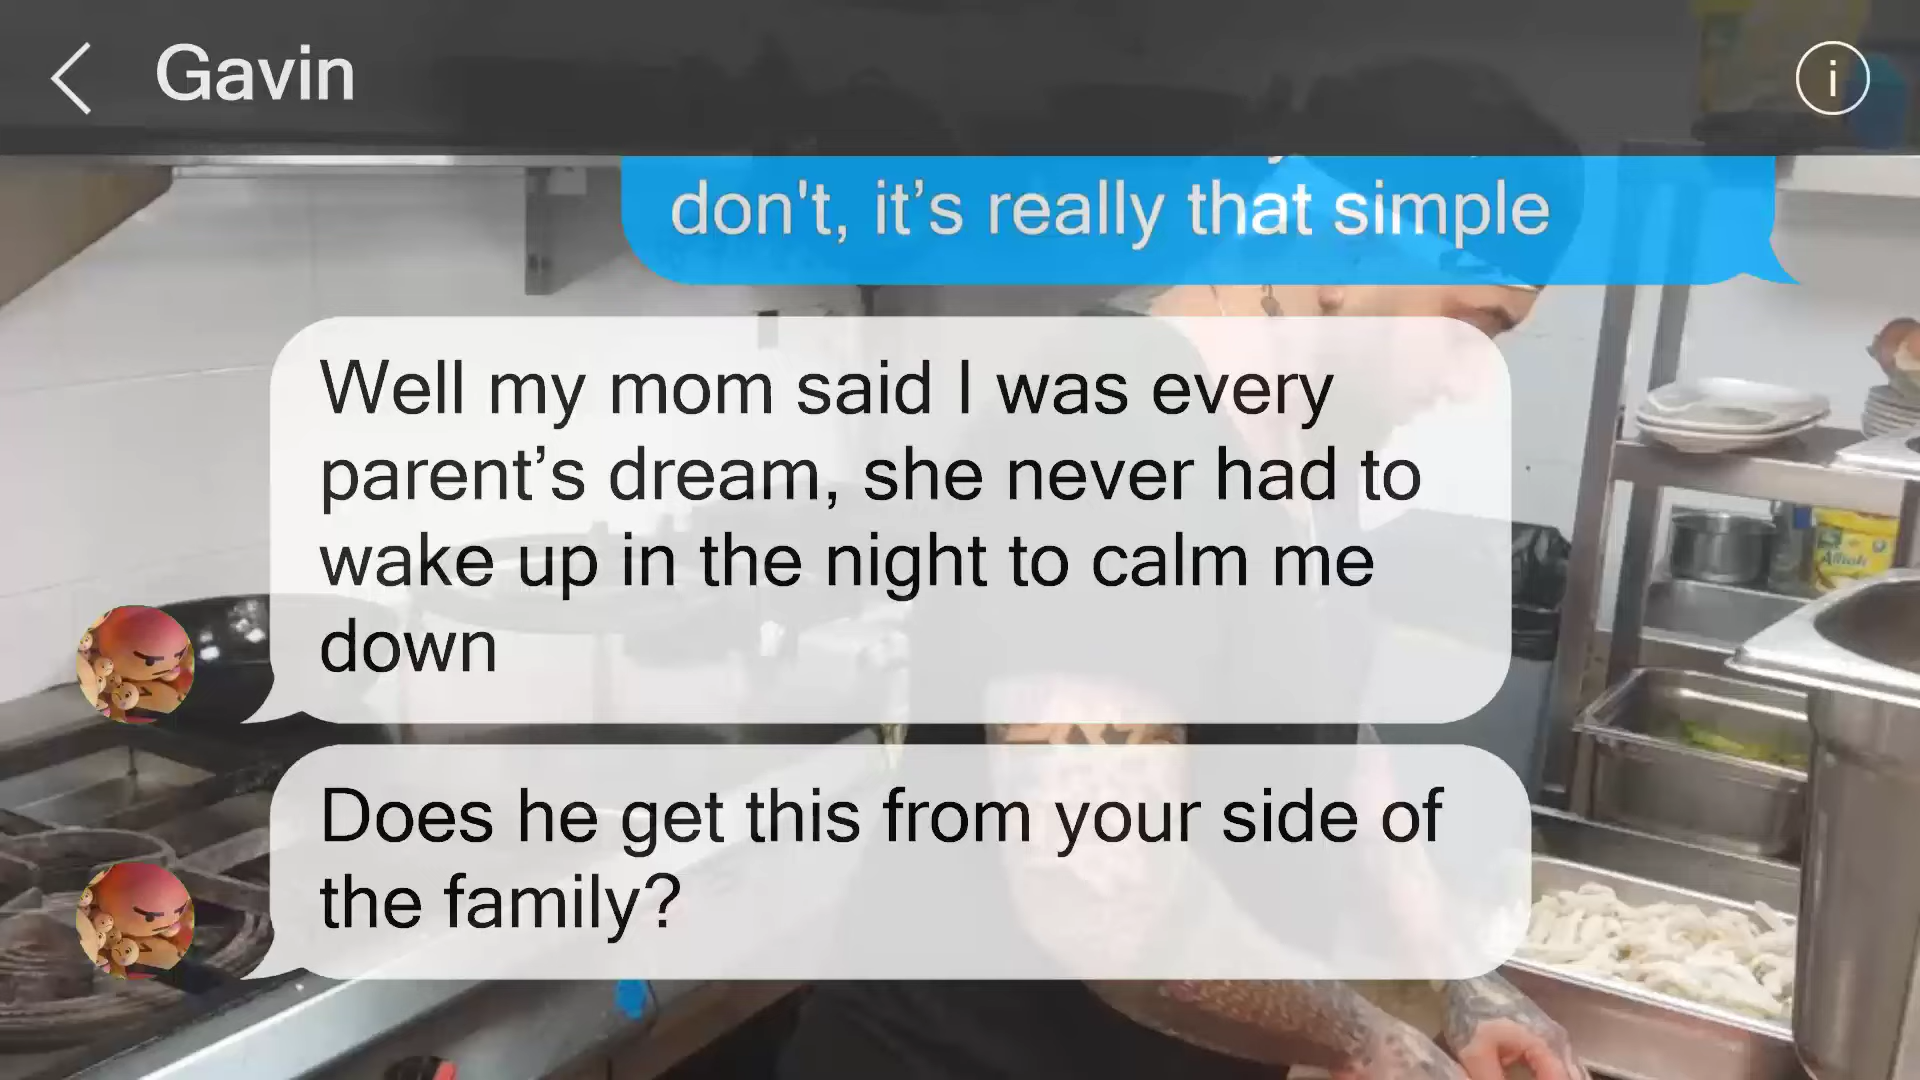 Gavin
i
don't, it’s really that simple
Well my mom said I was every
parent’s dream, she never had to
wake up in the night to calm me
down
Does he get this from your side of
the family?